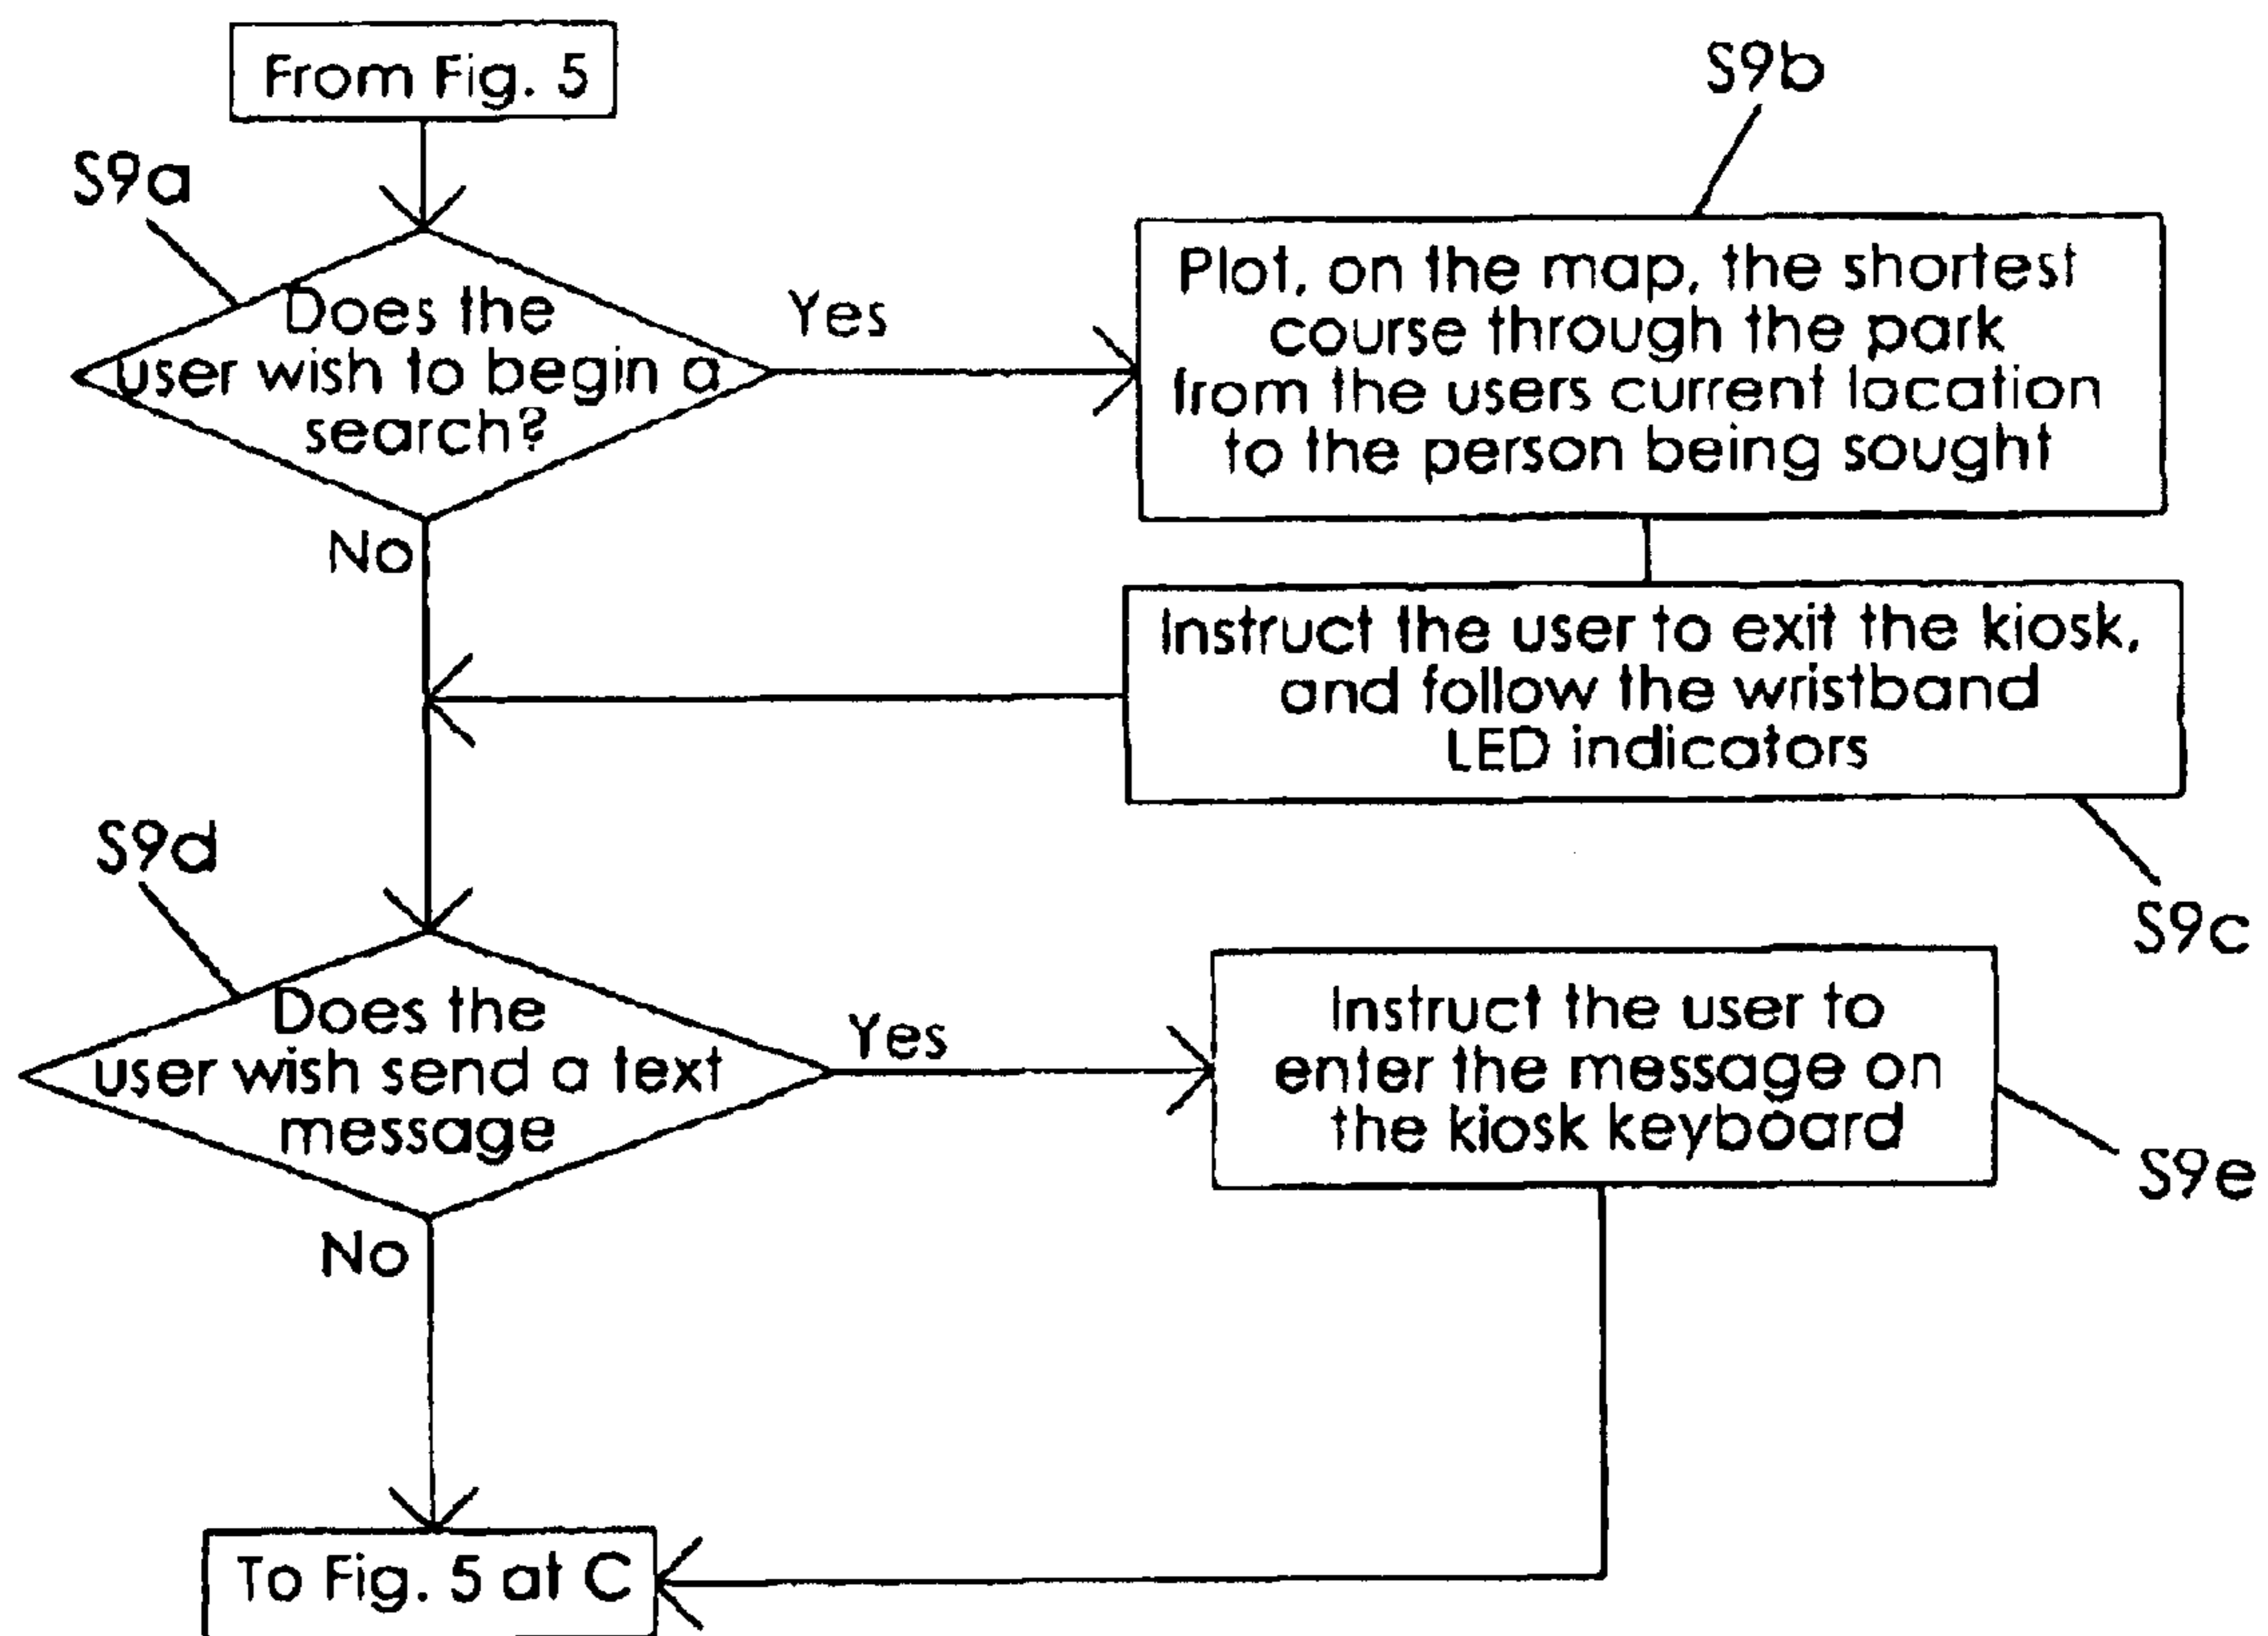 From Fig. 5
S9b
S9a
Does the
user wish to begin a
search?
Yes
Plot, on the map, the shortest
course through the park
from the users current location
to the person being sought
No
Instruct the user to exit the kiosk,
and follow the wristband
LED indicators
S9c
S9d
Does the
user wish send a text
message
Yes
Instruct the user to
enter the message on
the kiosk keyboard
S9e
No
To Fig. 5 at C